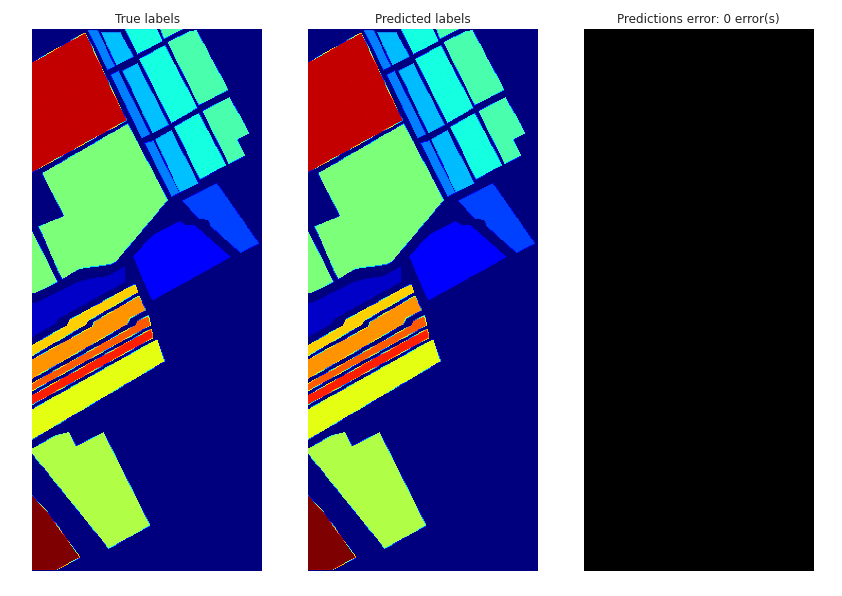 True labels
Predicted labels
Predictions error: 0 error(s)